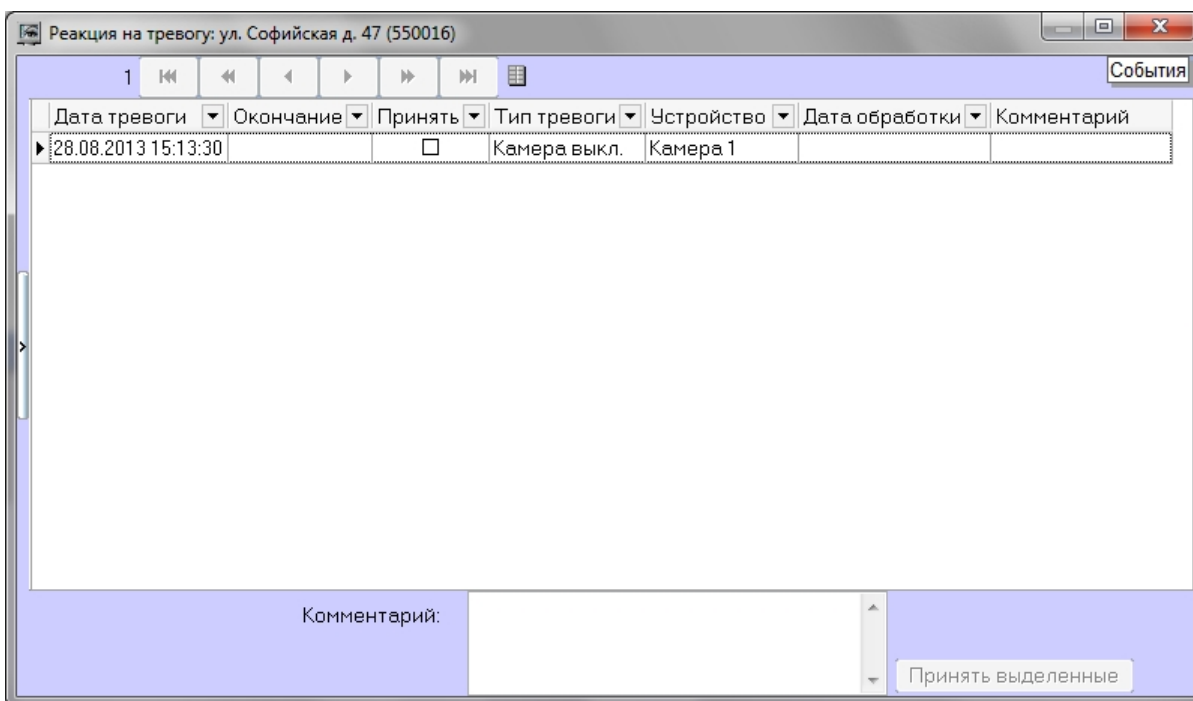 Реакция на тревогу: ул. Софийская д. 47 (550016)
1
События
Дата тревоги Окончание Принять Тип тревоги Устройство Дата обработки Комментарий
28.08.2013 15:13:30 Камера выкл. Камера 1
Комментарий:
Принять выделенные